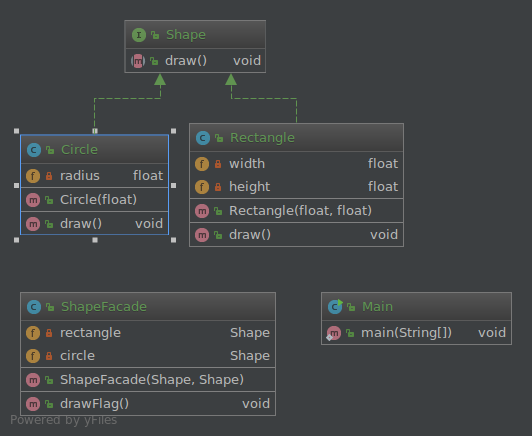 Shape
draw() void
Circle
radius float
Circle(float)
draw() void
Rectangle
width float
height float
Rectangle(float, float)
draw() void
ShapeFacade
rectangle Shape
circle Shape
ShapeFacade(Shape, Shape)
drawFlag() void
Main
main(String[]) void
Powered by yFiles